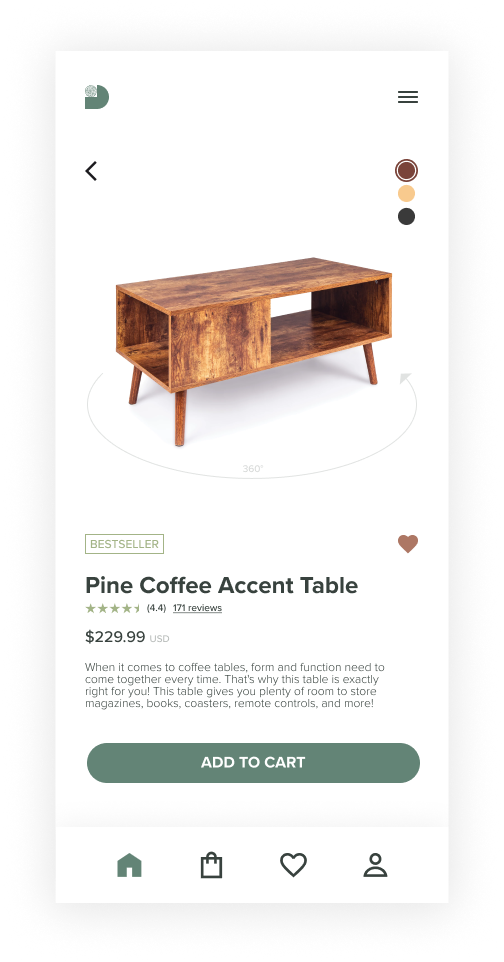 360°
BESTSELLER
Pine Coffee Accent Table
(4.4) 171 reviews
$229.99 USD
When it comes to coffee tables, form and function need to
come together every time. That's why this table is exactly
right for you! This table gives you plenty of room to store
magazines, books, coasters, remote controls, and more!
ADD TO CART